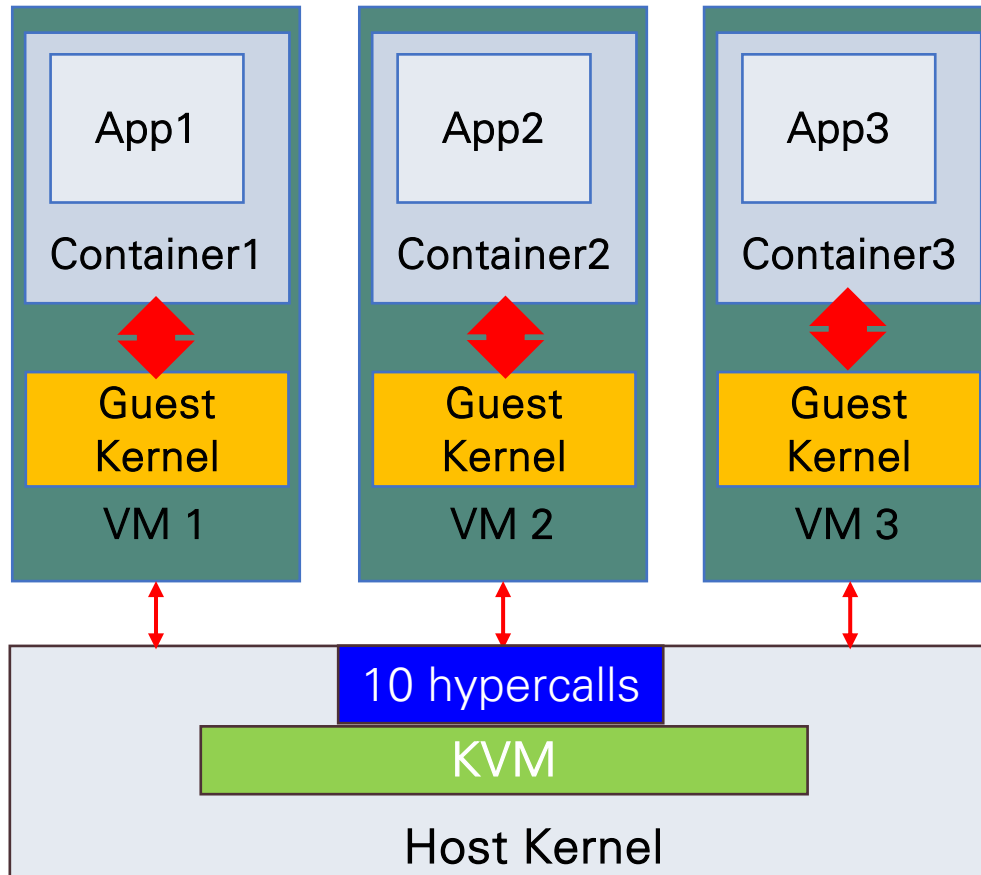 App1
App2
App3
Container1
Container2
Container3
Guest
Kernel
Guest
Kernel
Guest
Kernel
VM 1
VM 2
VM 3
10 hypercalls
KVM
Host Kernel